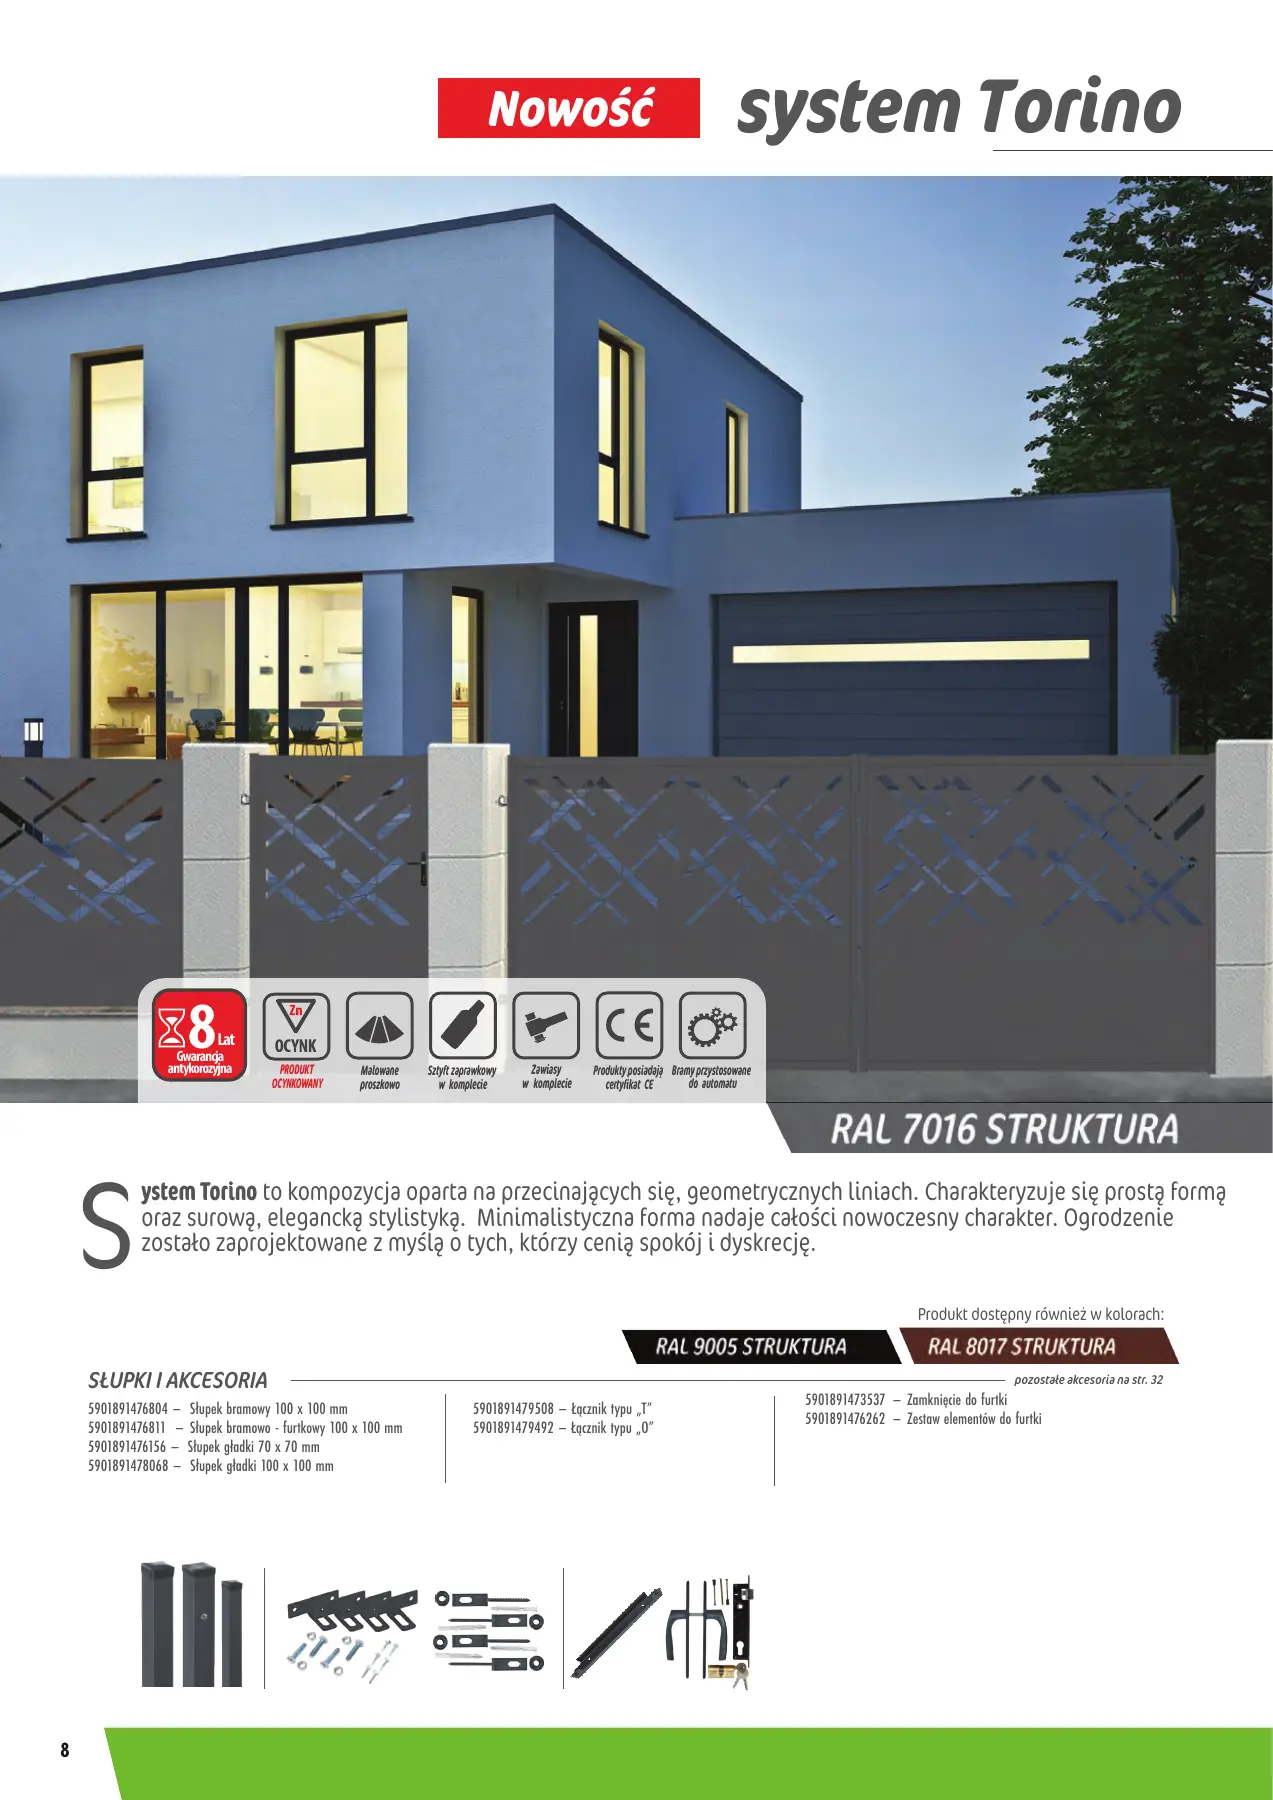 Nowość
system Torino
8 Lat
Gwarancja
antykorozyjna
Zn
OCYNK
PRODUKT
OCYNKOWANY
Malowane
proszkowo
Sztyft zaprawkowy
w komplecie
Zawiasy
w komplecie
CE
Produkty posiadają
certyfikat CE
Bramy przystosowane
do automatu
RAL 7016 STRUKTURA
System Torino to kompozycja oparta na przecinających się, geometrycznych liniach. Charakteryzuje się prostą formą
oraz surową, elegancką stylistyką. Minimalistyczna forma nadaje całości nowoczesny charakter. Ogrodzenie
zostało zaprojektowane z myślą o tych, którzy cenią spokój i dyskrecję.
Produkt dostępny również w kolorach:
RAL 9005 STRUKTURA
RAL 8017 STRUKTURA
SŁUPKI I AKCESORIA
pozostałe akcesoria na str. 32
5901891476804 – Słupek bramowy 100 x 100 mm
5901891476811 – Słupek bramowo - furtkowy 100 x 100 mm
5901891476156 – Słupek gładki 70 x 70 mm
5901891478068 – Słupek gładki 100 x 100 mm
5901891479508 – Łącznik typu „T”
5901891479492 – Łącznik typu „O”
5901891473537 – Zamknięcie do furtki
5901891476262 – Zestaw elementów do furtki
8